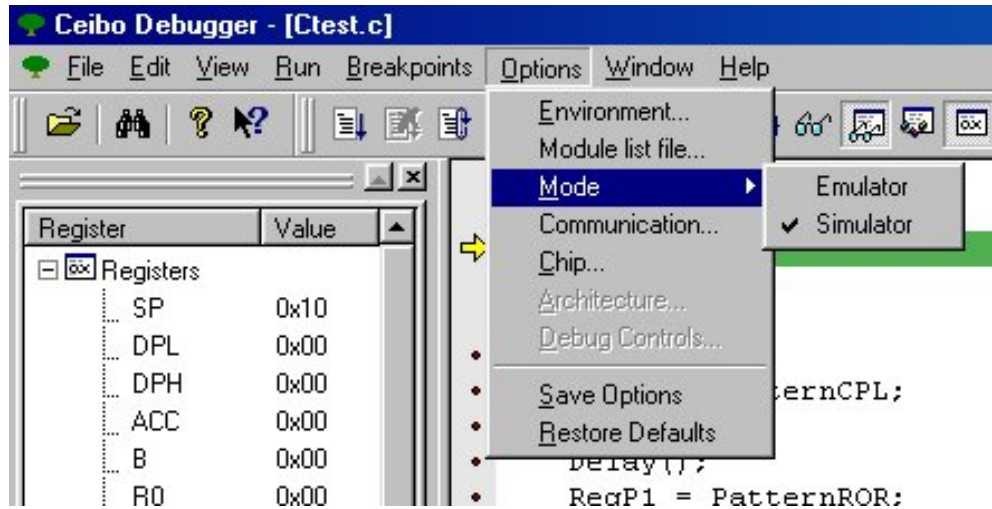 Ceibo Debugger - [Ctest.c]
File Edit View Run Breakpoints Options Window Help
Environment...
Module list file...
Mode
Emulator
Simulator
Communication...
Chip...
Architecture...
Debug Controls...
Save Options
Restore Defaults
Register Value
Registers
SP 0x10
DPL 0x00
DPH 0x00
ACC 0x00
B 0x00
R0 0x00
ternCPL;
Delay();
RegP1 = PatternROR;